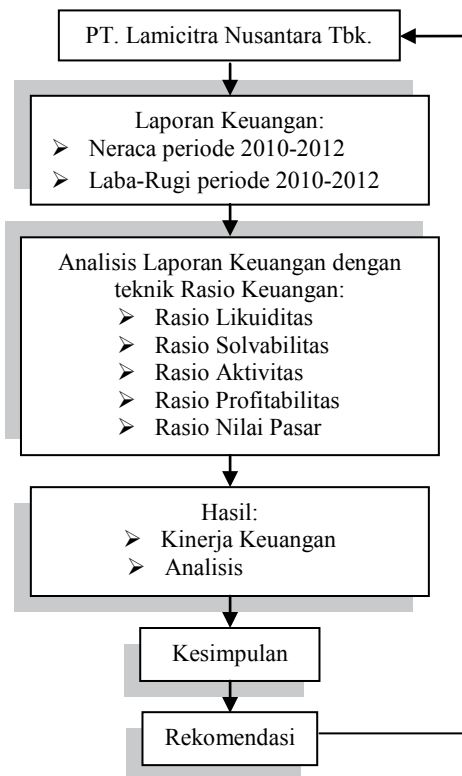 PT. Lamicitra Nusantara Tbk.
Laporan Keuangan:
➢ Neraca periode 2010-2012
➢ Laba-Rugi periode 2010-2012
Analisis Laporan Keuangan dengan
teknik Rasio Keuangan:
➢ Rasio Likuiditas
➢ Rasio Solvabilitas
➢ Rasio Aktivitas
➢ Rasio Profitabilitas
➢ Rasio Nilai Pasar
Hasil:
➢ Kinerja Keuangan
➢ Analisis
Kesimpulan
Rekomendasi